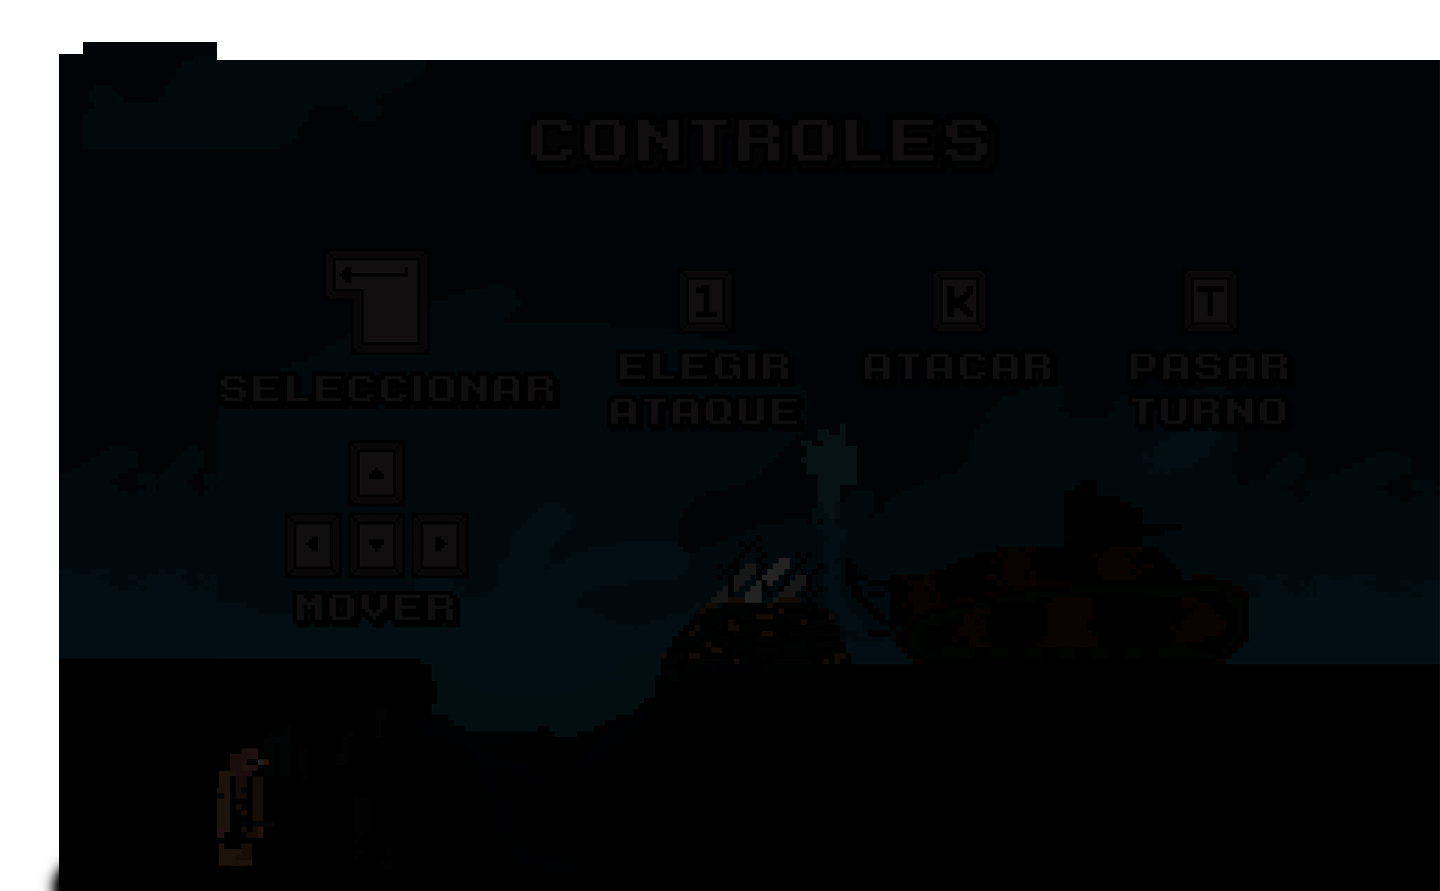 CONTROLES
1
K
T
SELECCIONAR
ELEGIR
ATAQUE
ATACAR
PASAR
TURNO
MOVER